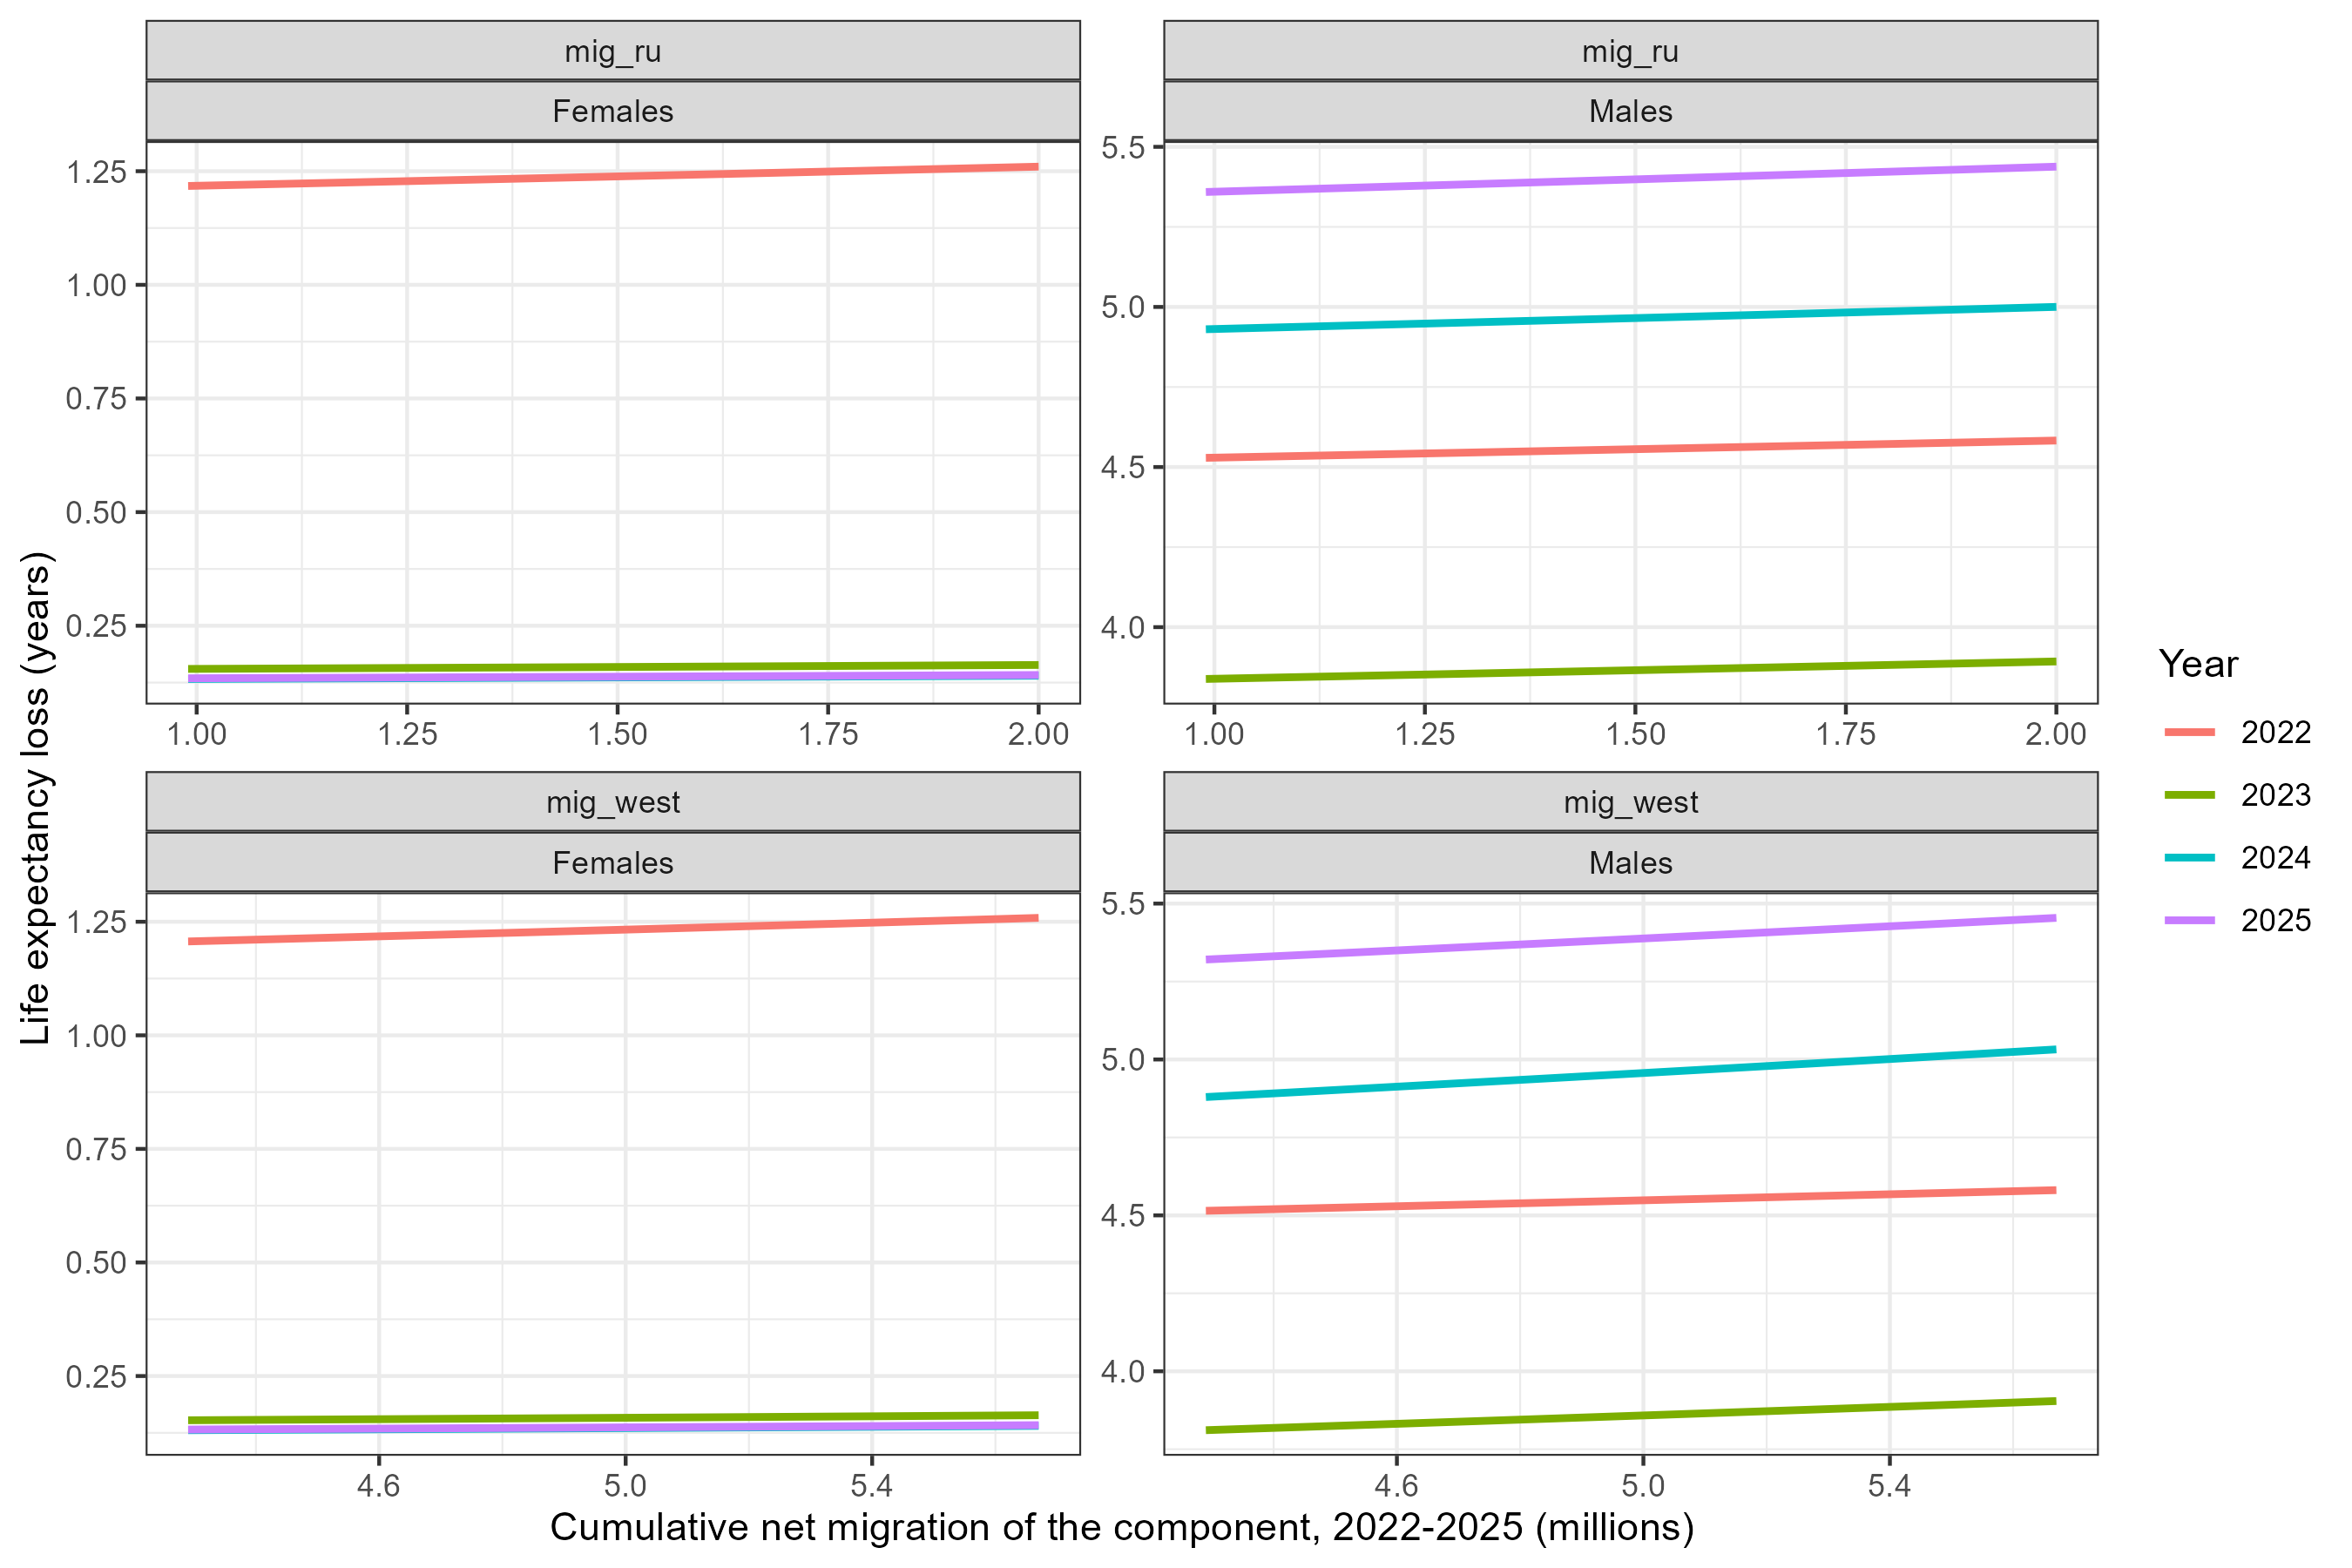 mig_ru
Females
mig_ru
Males
1.25
1.00
0.75
0.50
0.25
5.5
5.0
4.5
4.0
1.00 1.25 1.50 1.75 2.00
1.00 1.25 1.50 1.75 2.00
mig_west
Females
mig_west
Males
1.25
1.00
0.75
0.50
0.25
5.5
5.0
4.5
4.0
4.6 5.0 5.4
4.6 5.0 5.4
Life expectancy loss (years)
Cumulative net migration of the component, 2022-2025 (millions)
Year
2022
2023
2024
2025